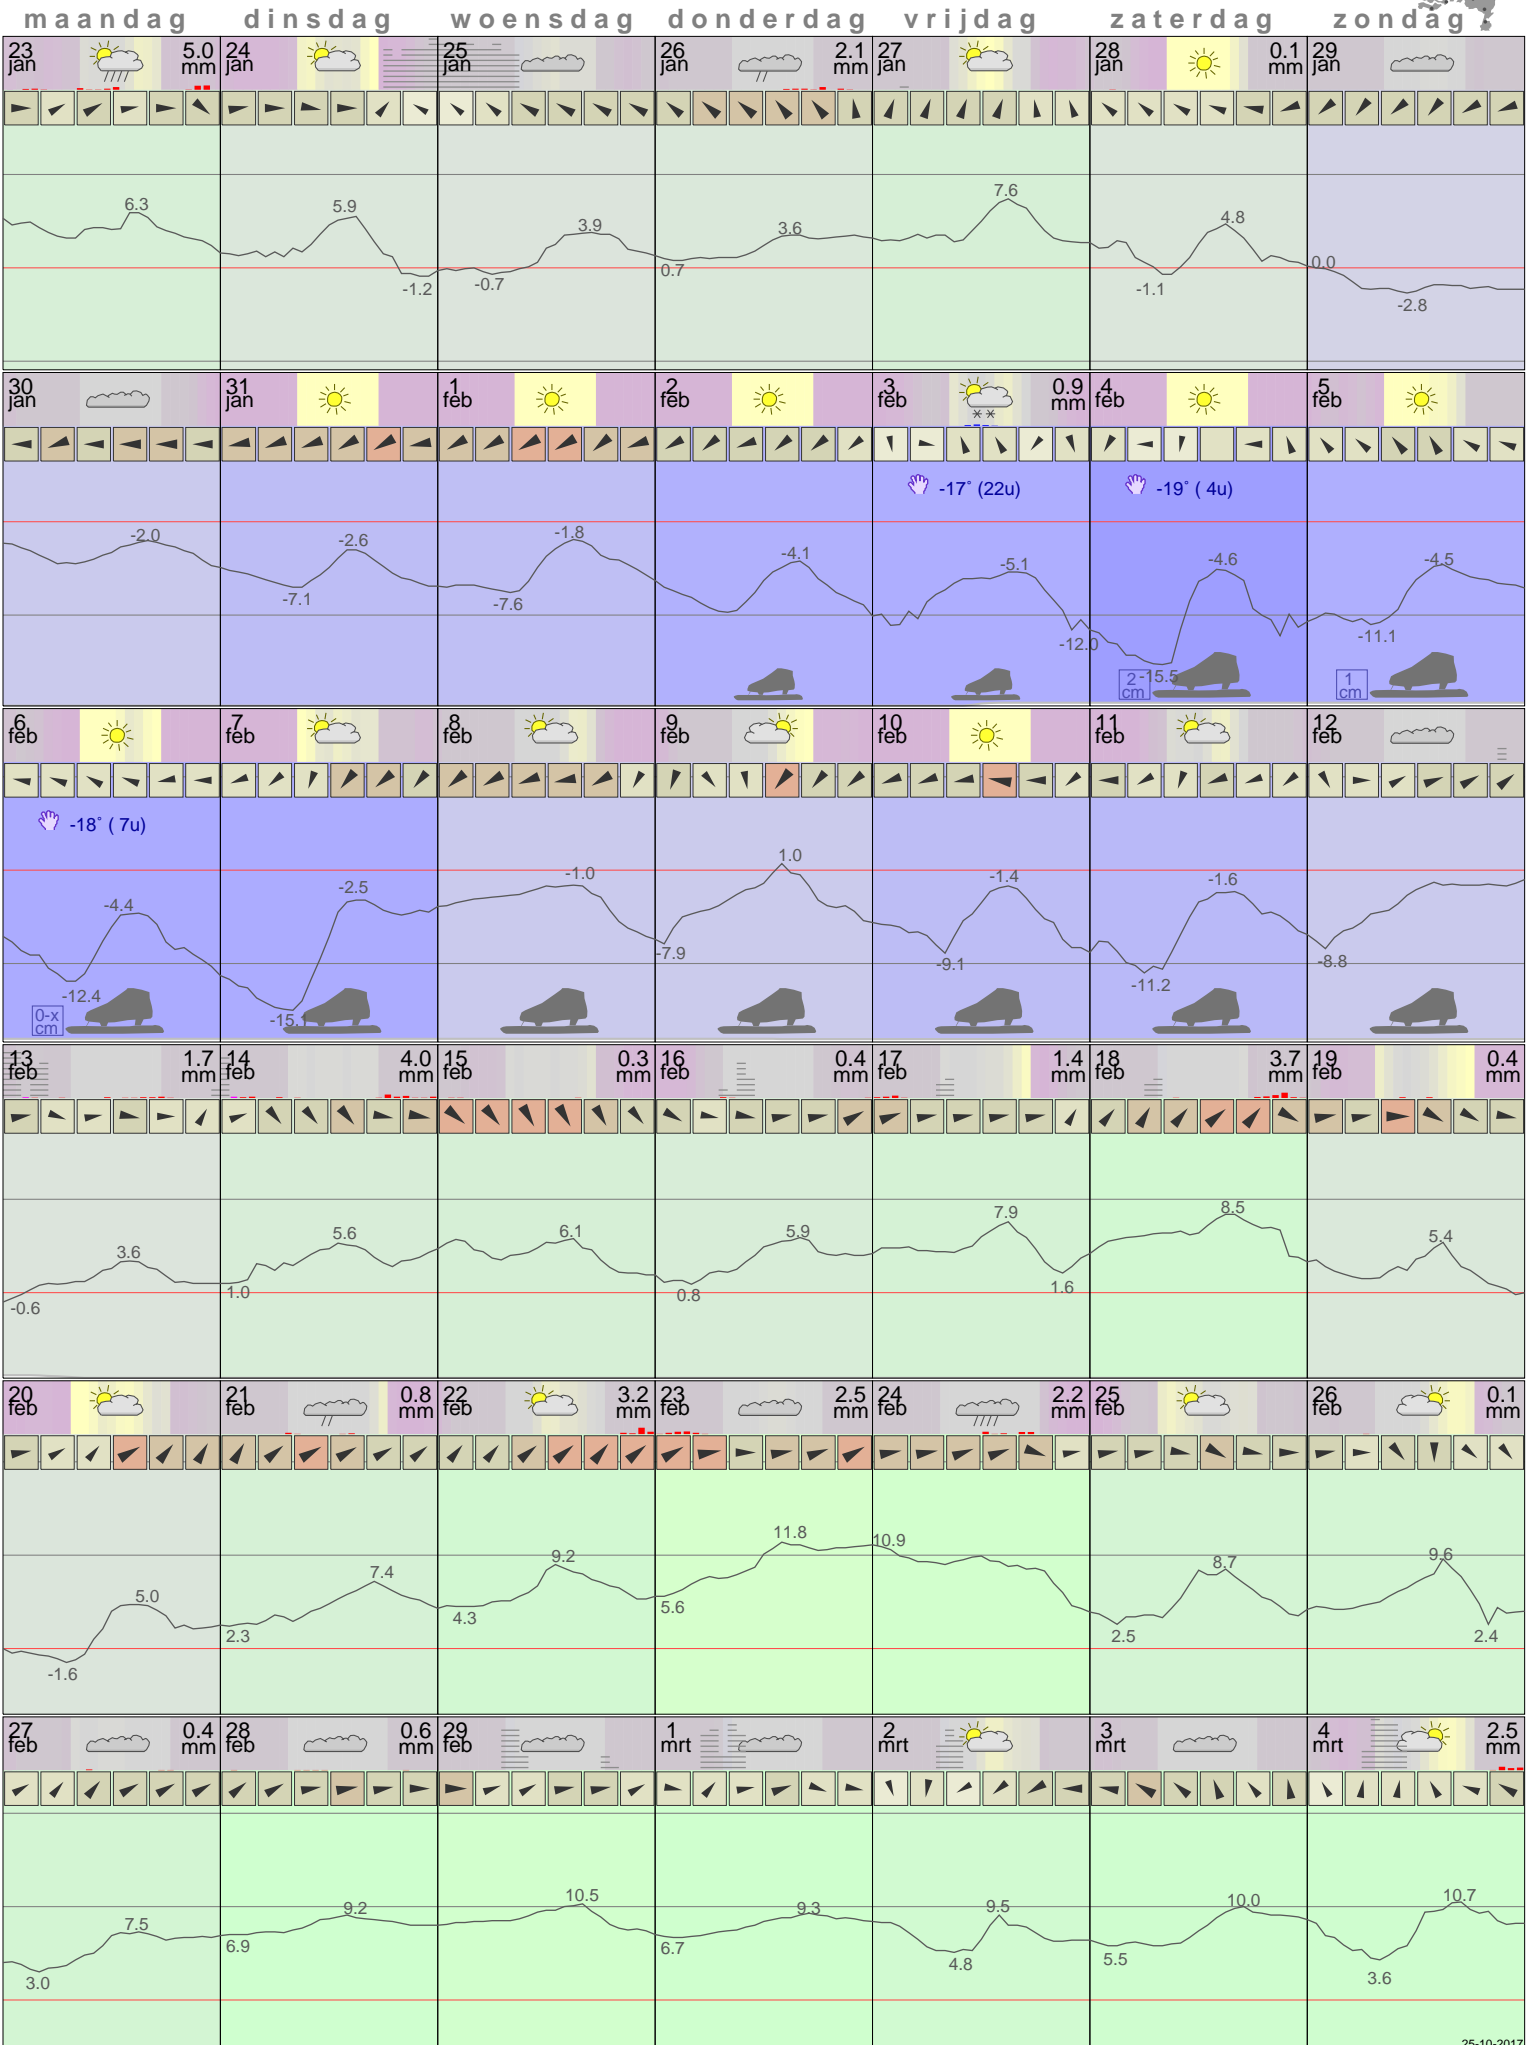 maandag dinsdag woensdag donderdag vrijdag zaterdag zondag
23 5.0 24 25 26 2.1 27 28 0.1 29
jan mm jan jan jan mm jan jan mm jan
7.6
6.3 5.9 3.9 3.6 4.8
0.7 0.0
-1.2 -0.7 -1.1 -2.8
30 31 1 2 3 0.9 4 5
jan jan feb feb feb mm feb feb
-17° (22u) -19° ( 4u)
-2.0 -2.6 -1.8 -4.1 -5.1 -4.6 -4.5
-7.1 -7.6 -12.0 -11.1
2 -15.5 1
cm cm
6 7 8 9 10 11 12
feb feb feb feb feb feb feb
-18° ( 7u)
-4.4 -2.5 -1.0 1.0 -1.4 -1.6
-7.9 -9.1 -8.8
-12.4 -11.2
0-x -15.1
cm
13 1.7 14 4.0 15 0.3 16 0.4 17 1.4 18 3.7 19 0.4
feb mm feb mm feb mm feb mm feb mm feb mm feb mm
3.6 5.6 6.1 5.9 7.9 8.5 5.4
-0.6 1.0 0.8 1.6
20 21 0.8 22 3.2 23 2.5 24 2.2 25 26 0.1
feb feb mm feb mm feb mm feb mm feb feb mm
11.8 10.9
5.0 7.4 9.2 8.7 9.6
-1.6 2.3 4.3 5.6 2.5 2.4
27 0.4 28 0.6 29 1 2 3 4 2.5
feb mm feb mm feb mrt mrt mrt mrt mm
7.5 9.2 10.5 9.3 9.5 10.0 10.7
3.0 6.9 6.7 4.8 5.5 3.6
25-10-2017